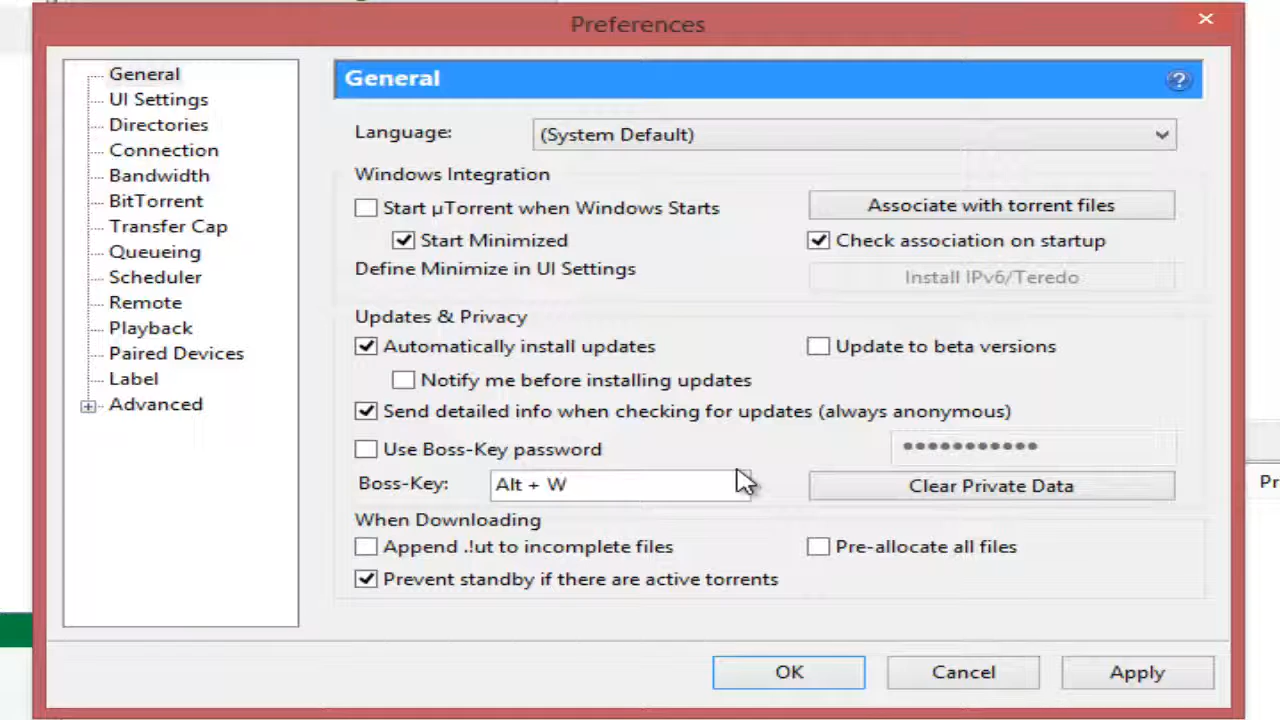 Preferences
General
UI Settings
Directories
Connection
Bandwidth
BitTorrent
Transfer Cap
Queueing
Scheduler
Remote
Playback
Paired Devices
Label
Advanced
General
Language: (System Default)
Windows Integration
Start µTorrent when Windows Starts Associate with torrent files
Start Minimized Check association on startup
Define Minimize in UI Settings Install IPv6/Teredo
Updates & Privacy
Automatically install updates Update to beta versions
Notify me before installing updates
Send detailed info when checking for updates (always anonymous)
Use Boss-Key password •••••••••••
Boss-Key: Alt + W Clear Private Data
When Downloading
Append .!ut to incomplete files Pre-allocate all files
Prevent standby if there are active torrents
OK Cancel Apply
Pr